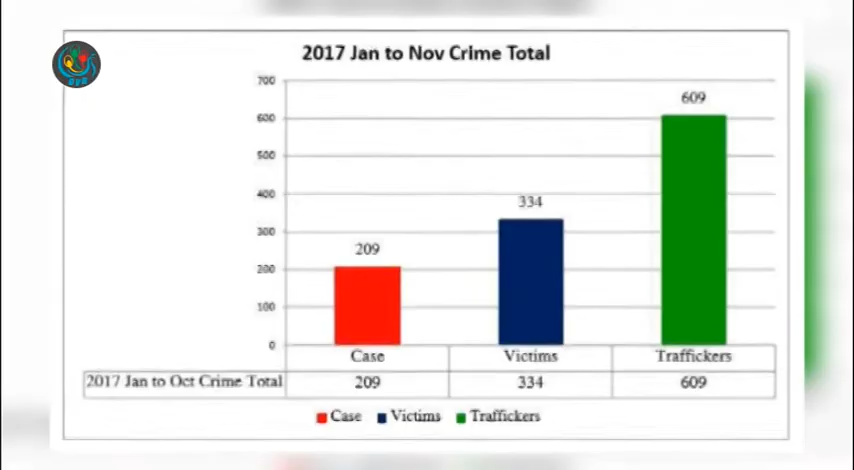 2017 Jan to Nov Crime Total
700
600
500
400
300
200
100
0
209
334
609
Case Victims Traffickers
2017 Jan to Oct Crime Total 209 334 609
Case Victims Traffickers